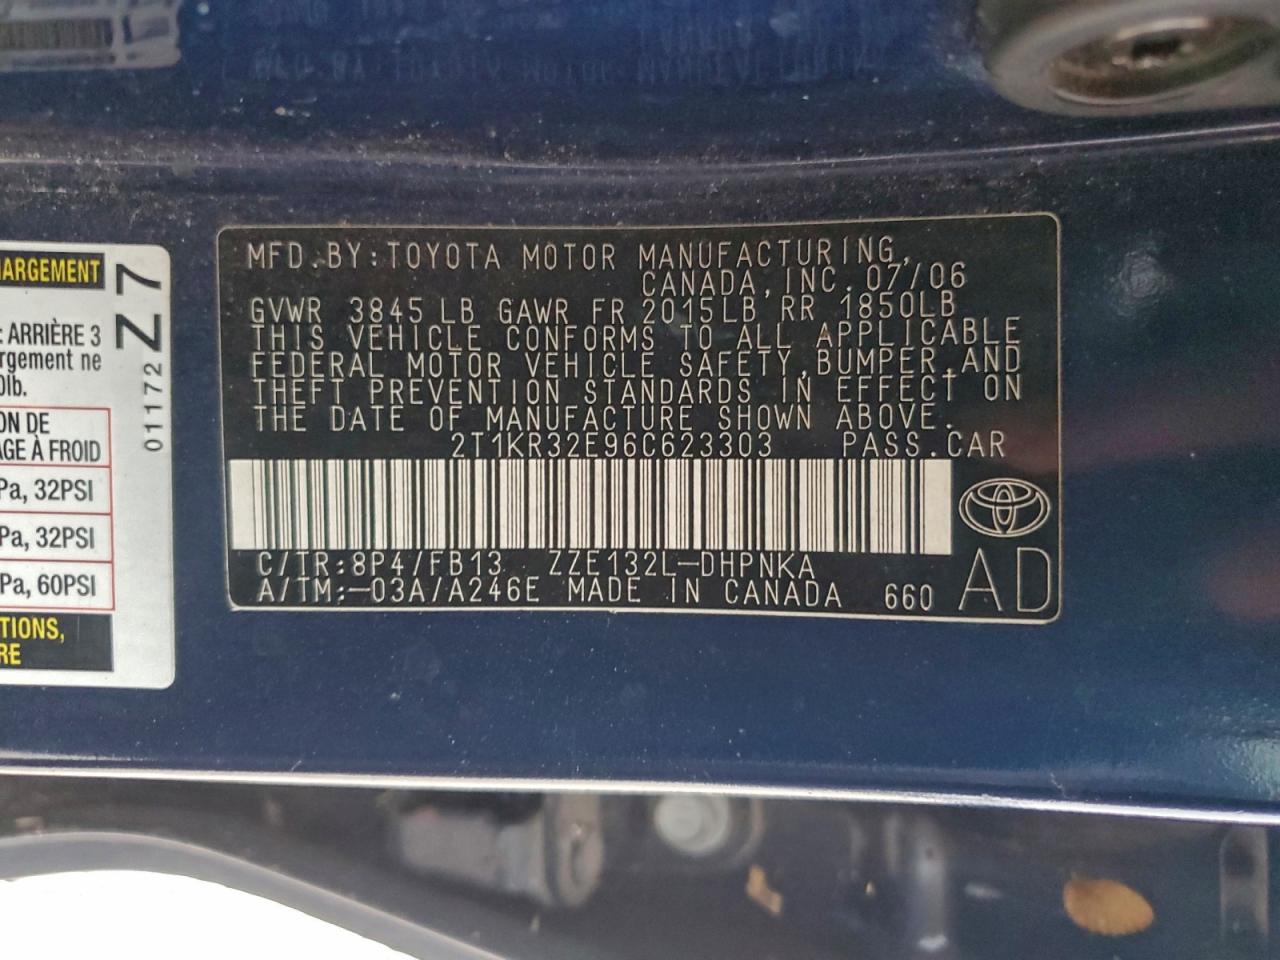 HARGEMENT
: ARRIÈRE 3
rgement ne
0lb.
ON DE
AGE À FROID
Pa, 32PSI
Pa, 32PSI
Pa, 60PSI
TIONS,
RE
01172 Z7
MFD.BY:TOYOTA MOTOR MANUFACTURING,
CANADA,INC.07/06
GVWR 3845LB GAWR FR 2015LB RR 1850LB
THIS VEHICLE CONFORMS TO ALL APPLICABLE
FEDERAL MOTOR VEHICLE SAFETY,BUMPER,AND
THEFT PREVENTION STANDARDS IN EFFECT ON
THE DATE OF MANUFACTURE SHOWN ABOVE.
2T1KR32E96C623303 PASS.CAR
C/TR:8P4/FB13 ZZE132L-DHPNKA
A/TM:-03A/A246E MADE IN CANADA 660 AD